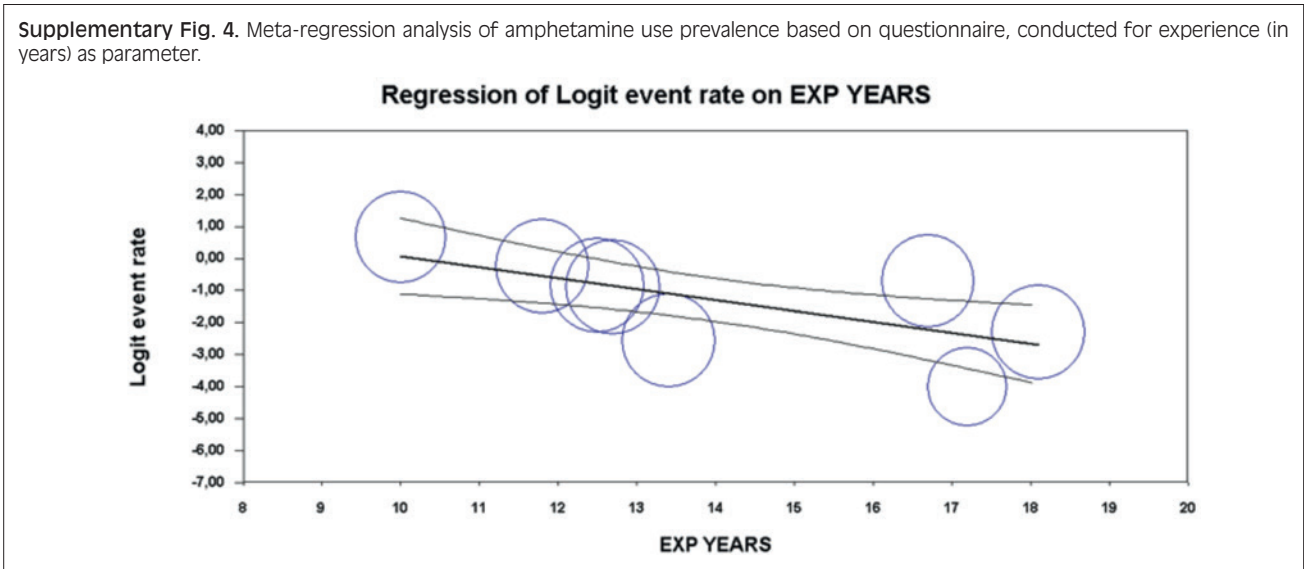 Supplementary Fig. 4. Meta-regression analysis of amphetamine use prevalence based on questionnaire, conducted for experience (in
years) as parameter.
Regression of Logit event rate on EXP YEARS
4,00
3,00
2,00
1,00
0,00
-1,00
-2,00
-3,00
-4,00
-5,00
-6,00
-7,00
Logit event rate
8 9 10 11 12 13 14 15 16 17 18 19 20
EXP YEARS